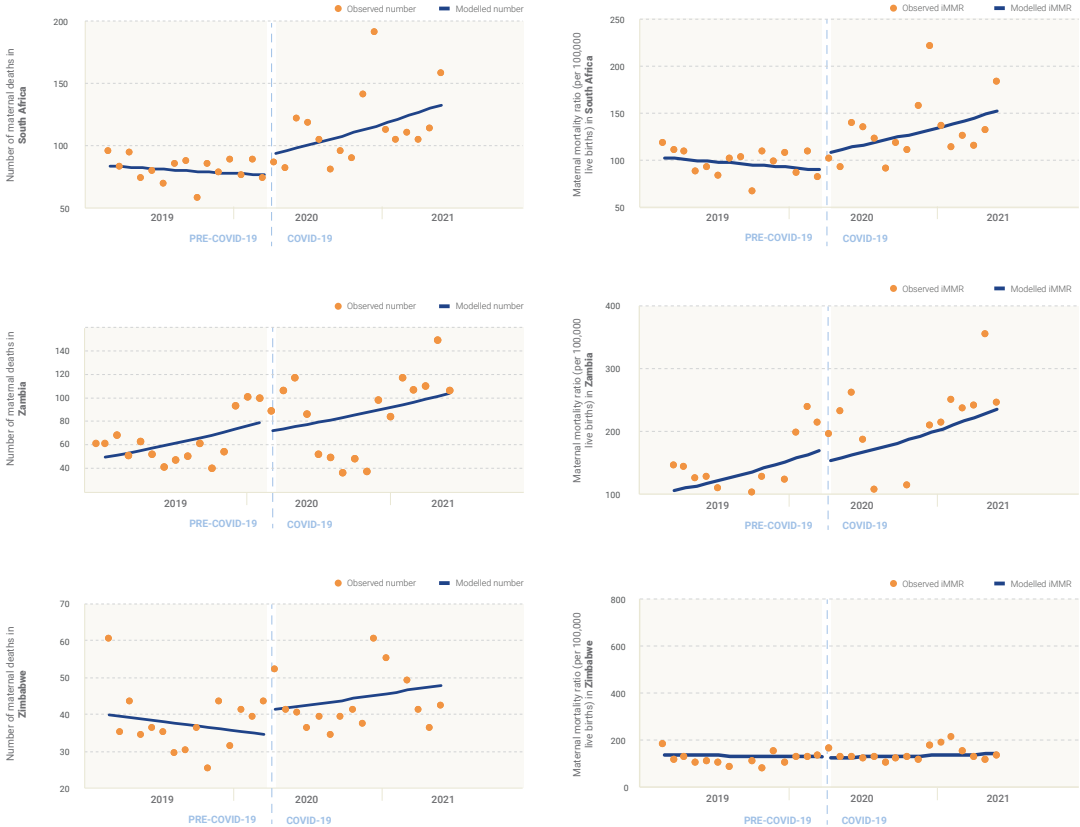 Observed number
Modelled number
Number of maternal deaths in
South Africa
200
150
100
50
2019
2020
2021
PRE-COVID-19
COVID-19
Observed iMMR
Modelled iMMR
Maternal mortality ratio (per 100,000
live births) in South Africa
250
200
150
100
50
2019
2020
2021
PRE-COVID-19
COVID-19
Observed number
Modelled number
Number of maternal deaths in
Zambia
140
120
100
80
60
40
2019
2020
2021
PRE-COVID-19
COVID-19
Observed iMMR
Modelled iMMR
Maternal mortality ratio (per 100,000
live births) in Zambia
400
300
200
100
2019
2020
2021
PRE-COVID-19
COVID-19
Observed number
Modelled number
Number of maternal deaths in
Zimbabwe
70
60
50
40
30
20
2019
2020
2021
PRE-COVID-19
COVID-19
Observed iMMR
Modelled iMMR
Maternal mortality ratio (per 100,000
live births) in Zimbabwe
800
600
400
200
0
2019
2020
2021
PRE-COVID-19
COVID-19